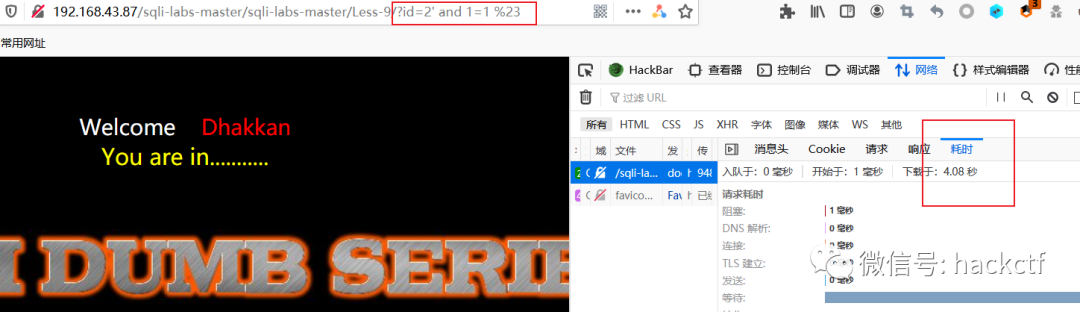 192.168.43.87/sqli-labs-master/sqli-labs-master/Less-9/?id=2' and 1=1 %23
3
常用网址
Welcome Dhakkan
You are in...........
I DUMB SERIE
HackBar 查看器 控制台 调试器 网络 样式编辑器 性能
过滤 URL
所有 HTML CSS JS XHR 字体 图像 媒体 WS 其他
域 文件 发 传 消息头 Cookie 请求 响应 耗时
/sqli-la... doc h 948
入队于: 0 毫秒 开始于: 1 毫秒 下载于: 4.08 秒
favico... Fav h 已缓
请求耗时
阻塞: 1 毫秒
DNS 解析: 0 毫秒
连接: 毫秒
TLS 建立:
发送: 0 毫秒
等待:
微信号: hackctf